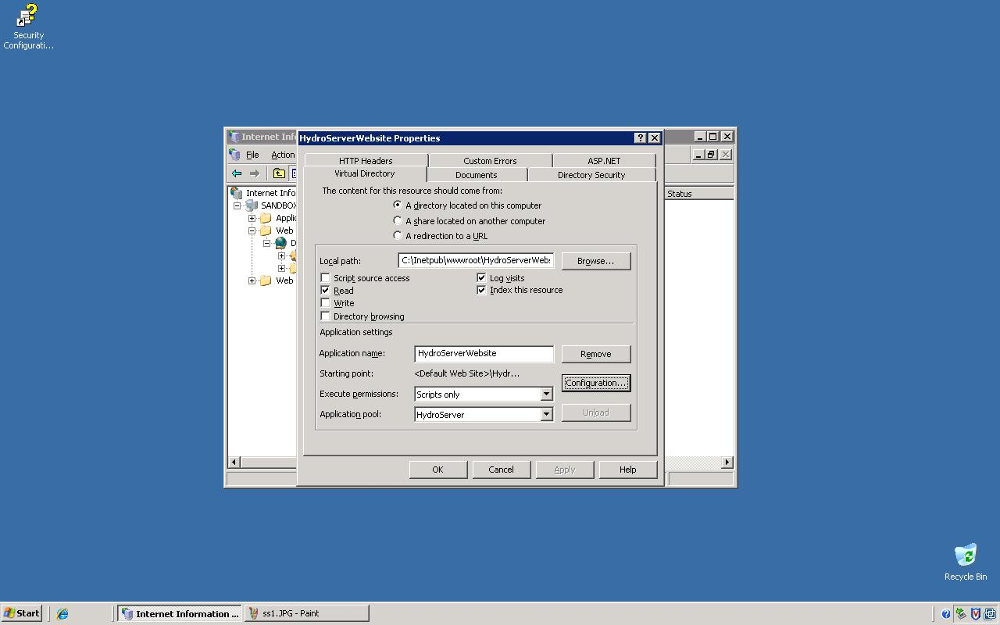 Security
Configurati...
Internet Inf
HydroServerWebsite Properties
File Action
HTTP Headers Custom Errors ASP.NET
Virtual Directory Documents Directory Security
The content for this resource should come from:
A directory located on this computer
A share located on another computer
A redirection to a URL
Internet Info
SANDBOX
Applic
Web
D
Web
Status
Local path: C:\Inetpub\wwwroot\HydroServerWebs Browse...
Script source access Log visits
Read Index this resource
Write
Directory browsing
Application settings
Application name: HydroServerWebsite Remove
Starting point: <Default Web Site>\Hydr... Configuration...
Execute permissions: Scripts only
Application pool: HydroServer Unload
OK Cancel Apply Help
Recycle Bin
Start Internet Information ... ss1.JPG - Paint